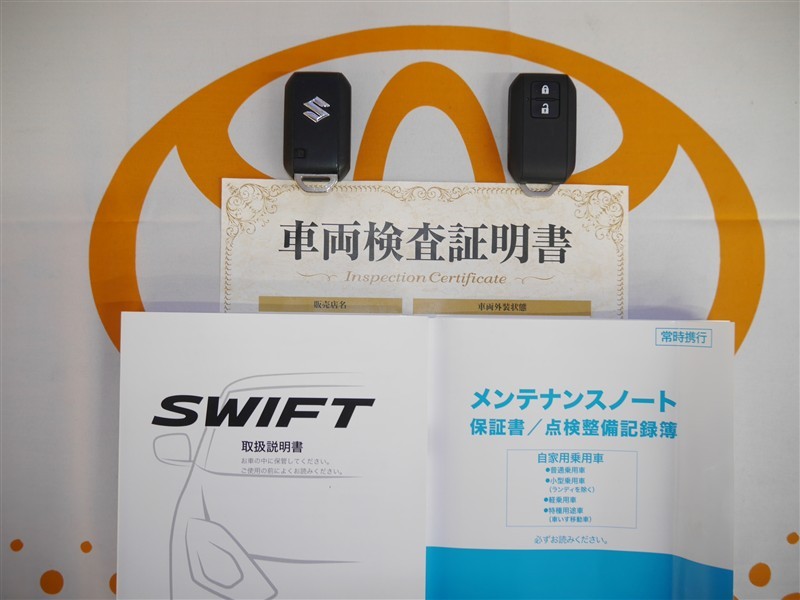 車両検査証明書
Inspection Certificate
販売店名
車両外装状態
SWIFT
取扱説明書
お車の中に保管してください。
ご使用の前によくお読みください。
常時携行
メンテナンスノート
保証書/点検整備記録簿
自家用乗用車
●普通乗用車
●小型乗用車
(ランディを除く)
●軽乗用車
●特種用途車
(車いす移動車)
必ずお読みください。